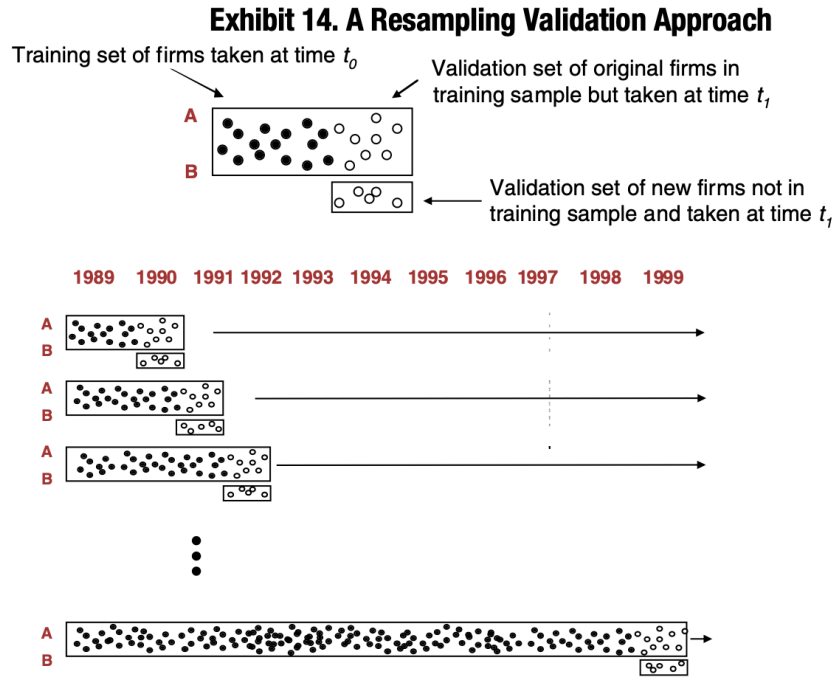 Exhibit 14. A Resampling Validation Approach
Training set of firms taken at time t0
Validation set of original firms in
training sample but taken at time t1
A
B
Validation set of new firms not in
training sample and taken at time t1
1989 1990 1991 1992 1993 1994 1995 1996 1997 1998 1999
A
B
A
B
A
B
A
B